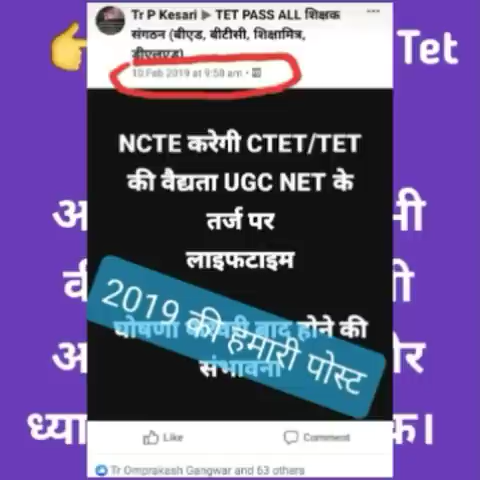 Tr P Kesari ▶ TET PASS ALL शिक्षक
संगठन (बीएड, बीटीसी, शिक्षामित्र,
डीएलएड)
10 Feb 2019 at 9:58 am
Tet
NCTE करेगी CTET/TET
की वैद्यता UGC NET के
तर्ज पर
लाइफटाइम
घोषणा बाद होने की
संभावना
2019 की हमारी पोस्ट
ध्या
क।
Like
Comment
Tr Omprakash Gangwar and 63 others